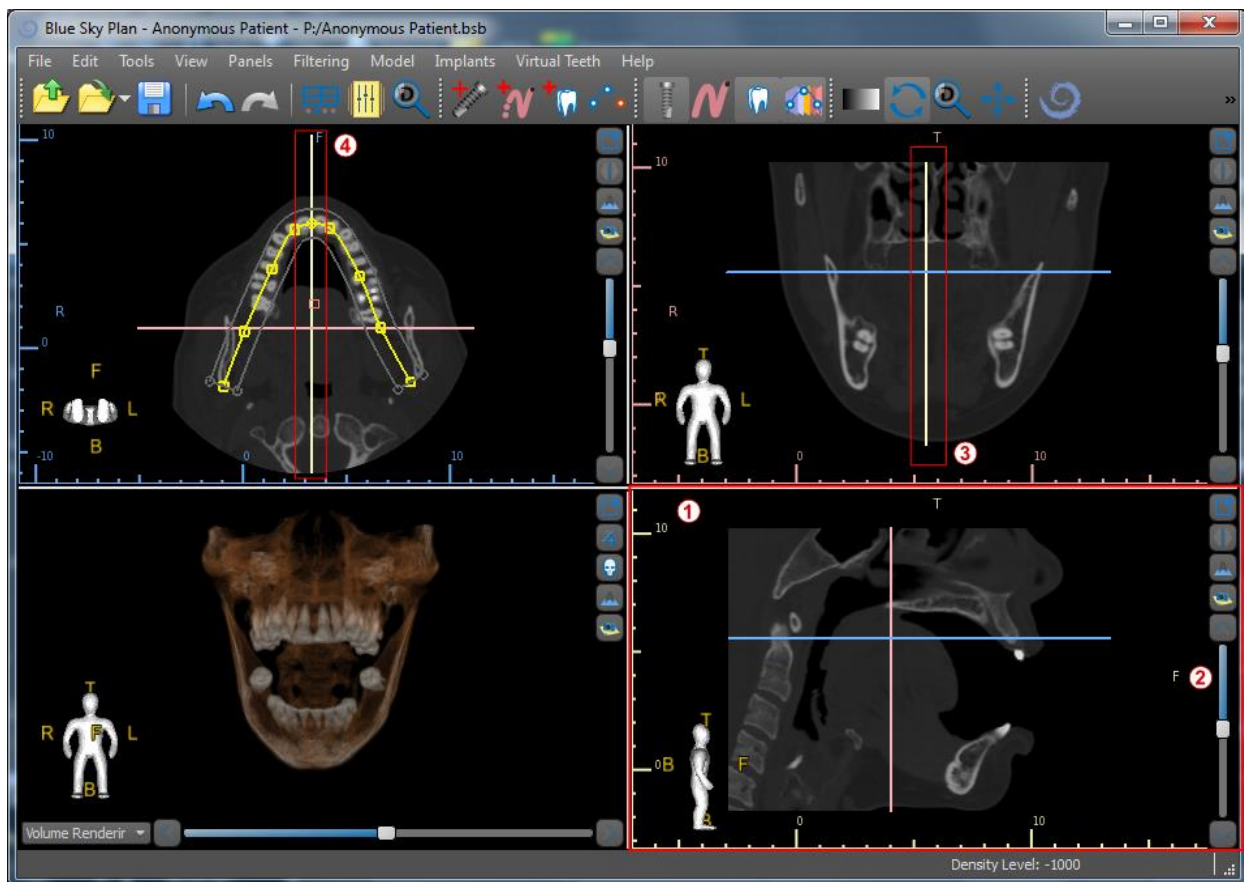 Blue Sky Plan - Anonymous Patient - P:/Anonymous Patient.bsb
File Edit Tools View Panels Filtering Model Implants Virtual Teeth Help
»
10
F
4
R
0
F
R L
B
-10 0 10
T
10
R
T
R L
B
3
0 10
T
R F L
B
Volume Renderir
1
T
10
F
2
T
0 B F
B
0 10
Density Level: -1000